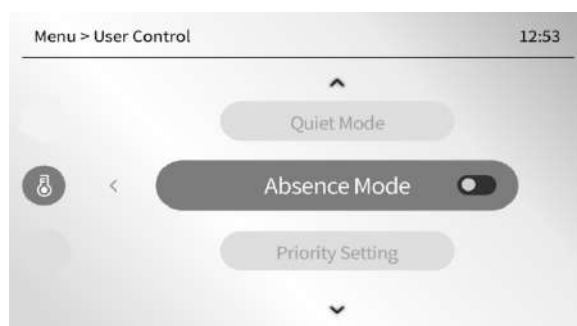 Menu > User Control 12:53
Quiet Mode
Absence Mode
Priority Setting